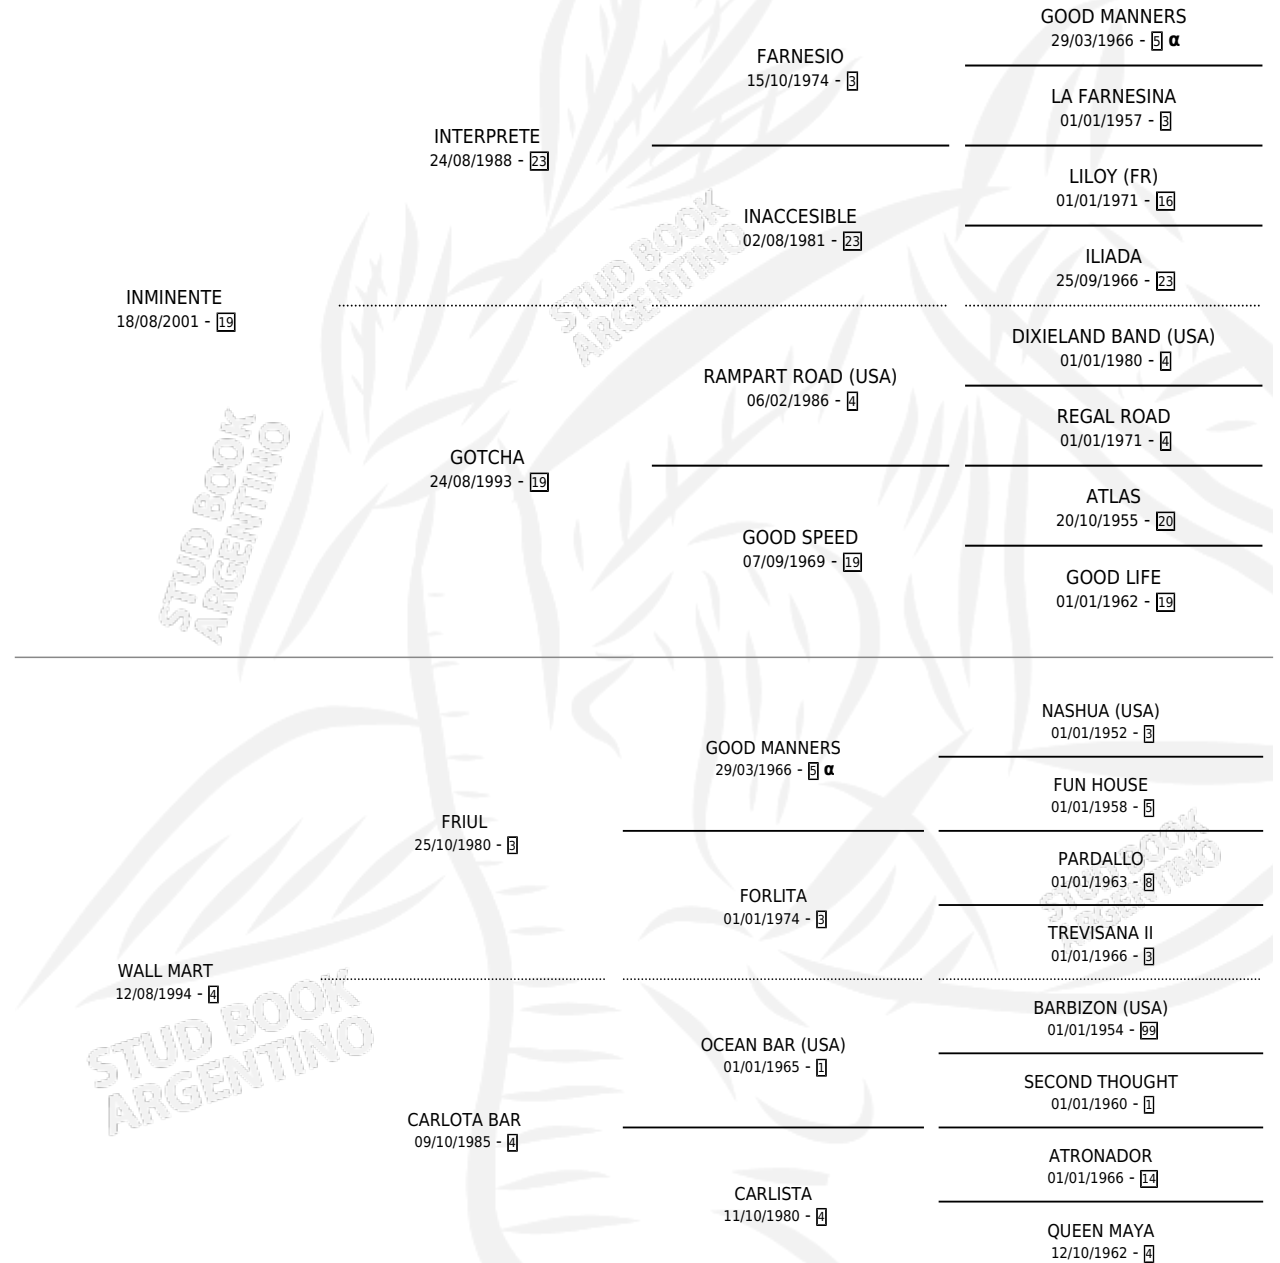 GOOD MANNERS
29/03/1966 - 5 α
FARNESIO
15/10/1974 - 3
LA FARNESINA
01/01/1957 - 3
INTERPRETE
24/08/1988 - 23
LILOY (FR)
01/01/1971 - 16
INACCESIBLE
02/08/1981 - 23
ILIADA
25/09/1966 - 23
INMINENTE
18/08/2001 - 19
DIXIELAND BAND (USA)
01/01/1980 - 4
RAMPART ROAD (USA)
06/02/1986 - 4
REGAL ROAD
01/01/1971 - 4
GOTCHA
24/08/1993 - 19
ATLAS
20/10/1955 - 20
GOOD SPEED
07/09/1969 - 19
GOOD LIFE
01/01/1962 - 19
NASHUA (USA)
01/01/1952 - 3
GOOD MANNERS
29/03/1966 - 5 α
FUN HOUSE
01/01/1958 - 5
FRIUL
25/10/1980 - 3
PARDALLO
01/01/1963 - 8
FORLITA
01/01/1974 - 3
TREVISANA II
01/01/1966 - 3
WALL MART
12/08/1994 - 4
BARBIZON (USA)
01/01/1954 - 99
OCEAN BAR (USA)
01/01/1965 - 1
SECOND THOUGHT
01/01/1960 - 1
CARLOTA BAR
09/10/1985 - 4
ATRONADOR
01/01/1966 - 14
CARLISTA
11/10/1980 - 4
QUEEN MAYA
12/10/1962 - 4
STUD BOOK
ARGENTINO
STUD BOOK
ARGENTINO
STUD BOOK
ARGENTINO
STUD BOOK
ARGENTINO